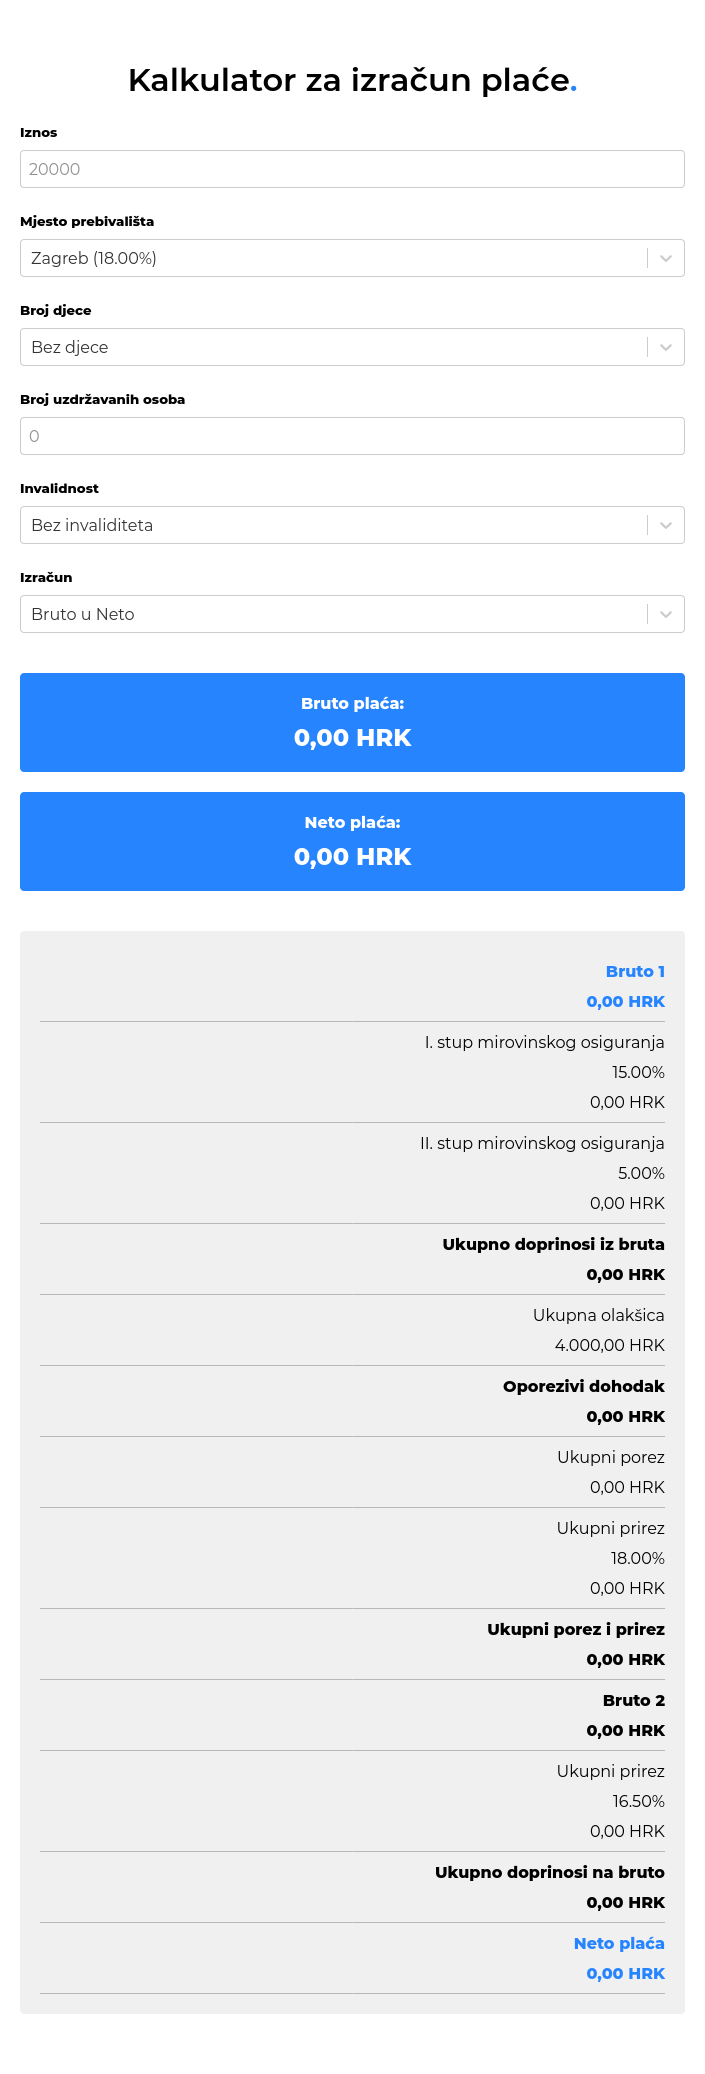 Kalkulator za izračun plaće.
Iznos
20000
Mjesto prebivališta
Zagreb (18.00%)
Broj djece
Bez djece
Broj uzdržavanih osoba
0
Invalidnost
Bez invaliditeta
Izračun
Bruto u Neto
Bruto plaća:
0,00 HRK
Neto plaća:
0,00 HRK
Bruto 1
0,00 HRK
I. stup mirovinskog osiguranja
15.00%
0,00 HRK
II. stup mirovinskog osiguranja
5.00%
0,00 HRK
Ukupno doprinosi iz bruta
0,00 HRK
Ukupna olakšica
4.000,00 HRK
Oporezivi dohodak
0,00 HRK
Ukupni porez
0,00 HRK
Ukupni prirez
18.00%
0,00 HRK
Ukupni porez i prirez
0,00 HRK
Bruto 2
0,00 HRK
Ukupni prirez
16.50%
0,00 HRK
Ukupno doprinosi na bruto
0,00 HRK
Neto plaća
0,00 HRK